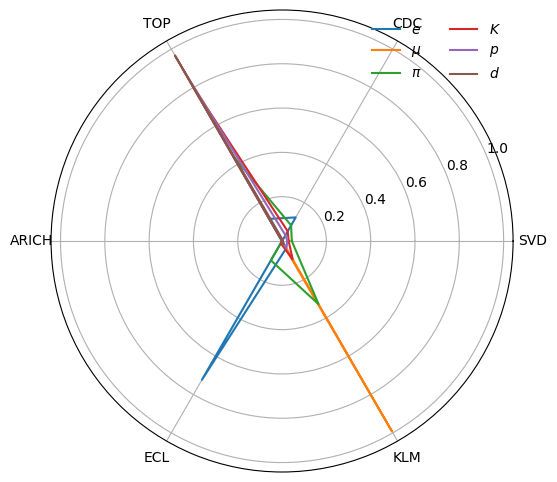 TOP
CDC
e K
μ p
π d
1.0
0.8
0.6
0.4
0.2
ARICH
SVD
ECL
KLM